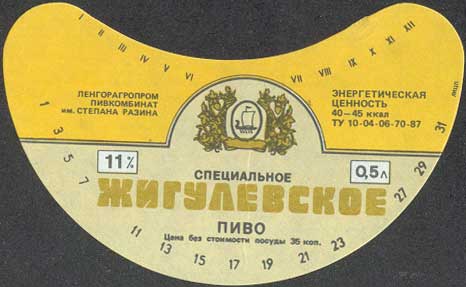 I II III IV V VI VII VIII IX X XI XII
ЛЕНГОРАГРОПРОМ
ПИВКОМБИНАТ
им. СТЕПАНА РАЗИНА
ЭНЕРГЕТИЧЕСКАЯ
ЦЕННОСТЬ
40-45 ккал
ТУ 10-04-06-70-87
11%
0,5 л
СПЕЦИАЛЬНОЕ
ЖИГУЛЕВСКОЕ
ПИВО
Цена без стоимости посуды 35 коп.
1 3 5 7 11 13 15 17 19 21 23 27 29 31